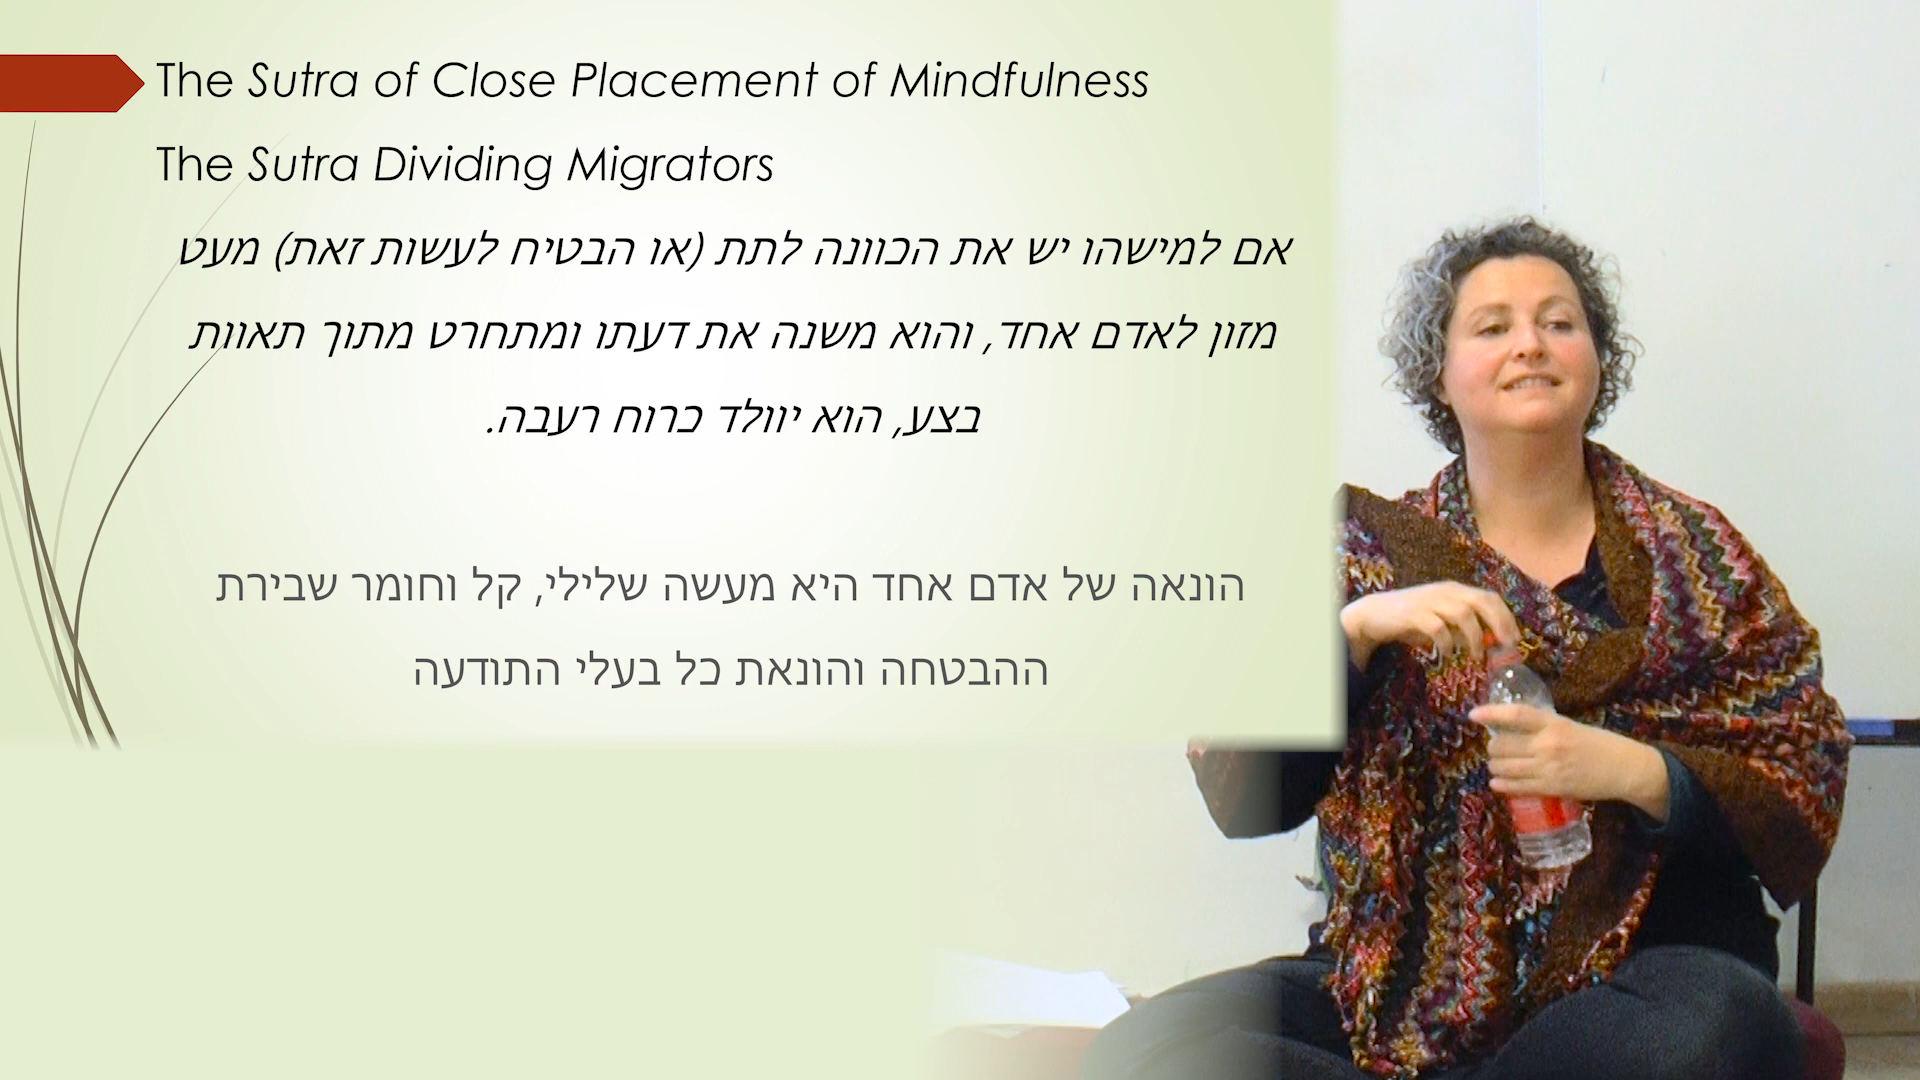 The Sutra of Close Placement of Mindfulness
The Sutra Dividing Migrators
אם למישהו יש את הכוונה לתת (או הבטיח לעשות זאת) מעט
מזון לאדם אחד, והוא משנה את דעתו ומתחרט מתוך תאוות
בצע, הוא יוולד כרוח רעבה.
הונאה של אדם אחד היא מעשה שלילי, קל וחומר שבירת
ההבטחה והונאת כל בעלי התודעה